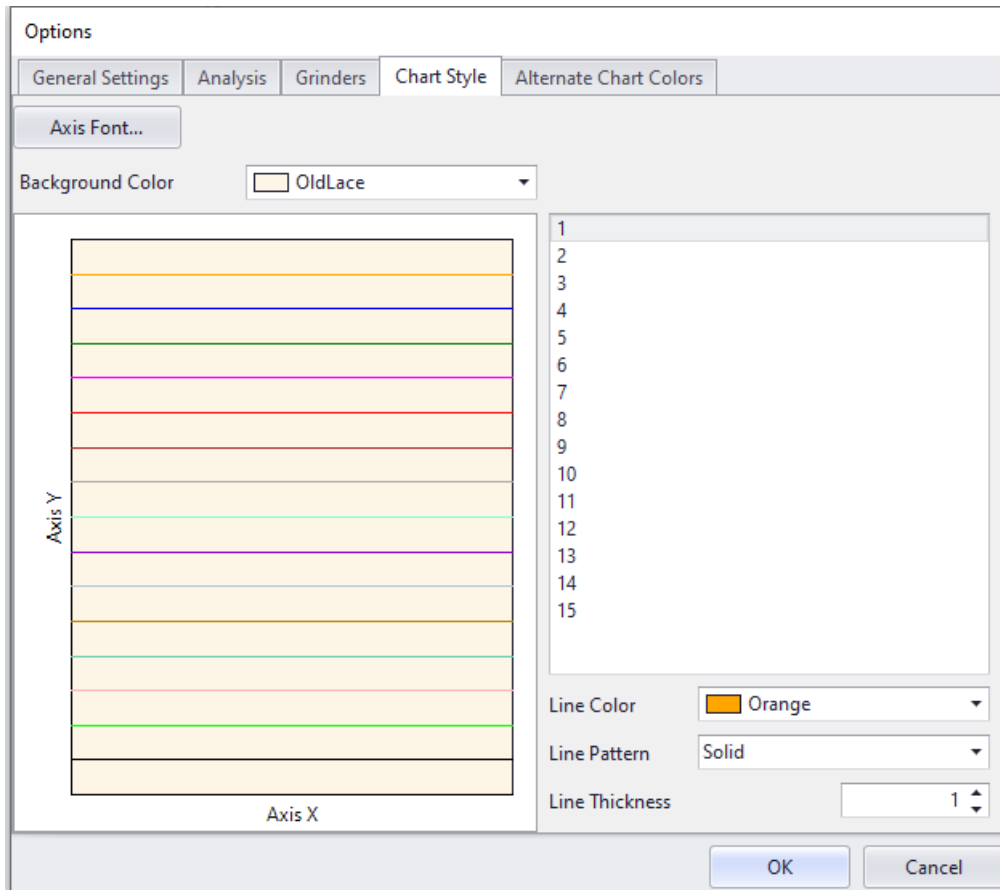 Options
General Settings Analysis Grinders Chart Style Alternate Chart Colors
Axis Font...
Background Color OldLace
Axis Y
Axis X
1
2
3
4
5
6
7
8
9
10
11
12
13
14
15
Line Color Orange
Line Pattern Solid
Line Thickness 1
OK Cancel